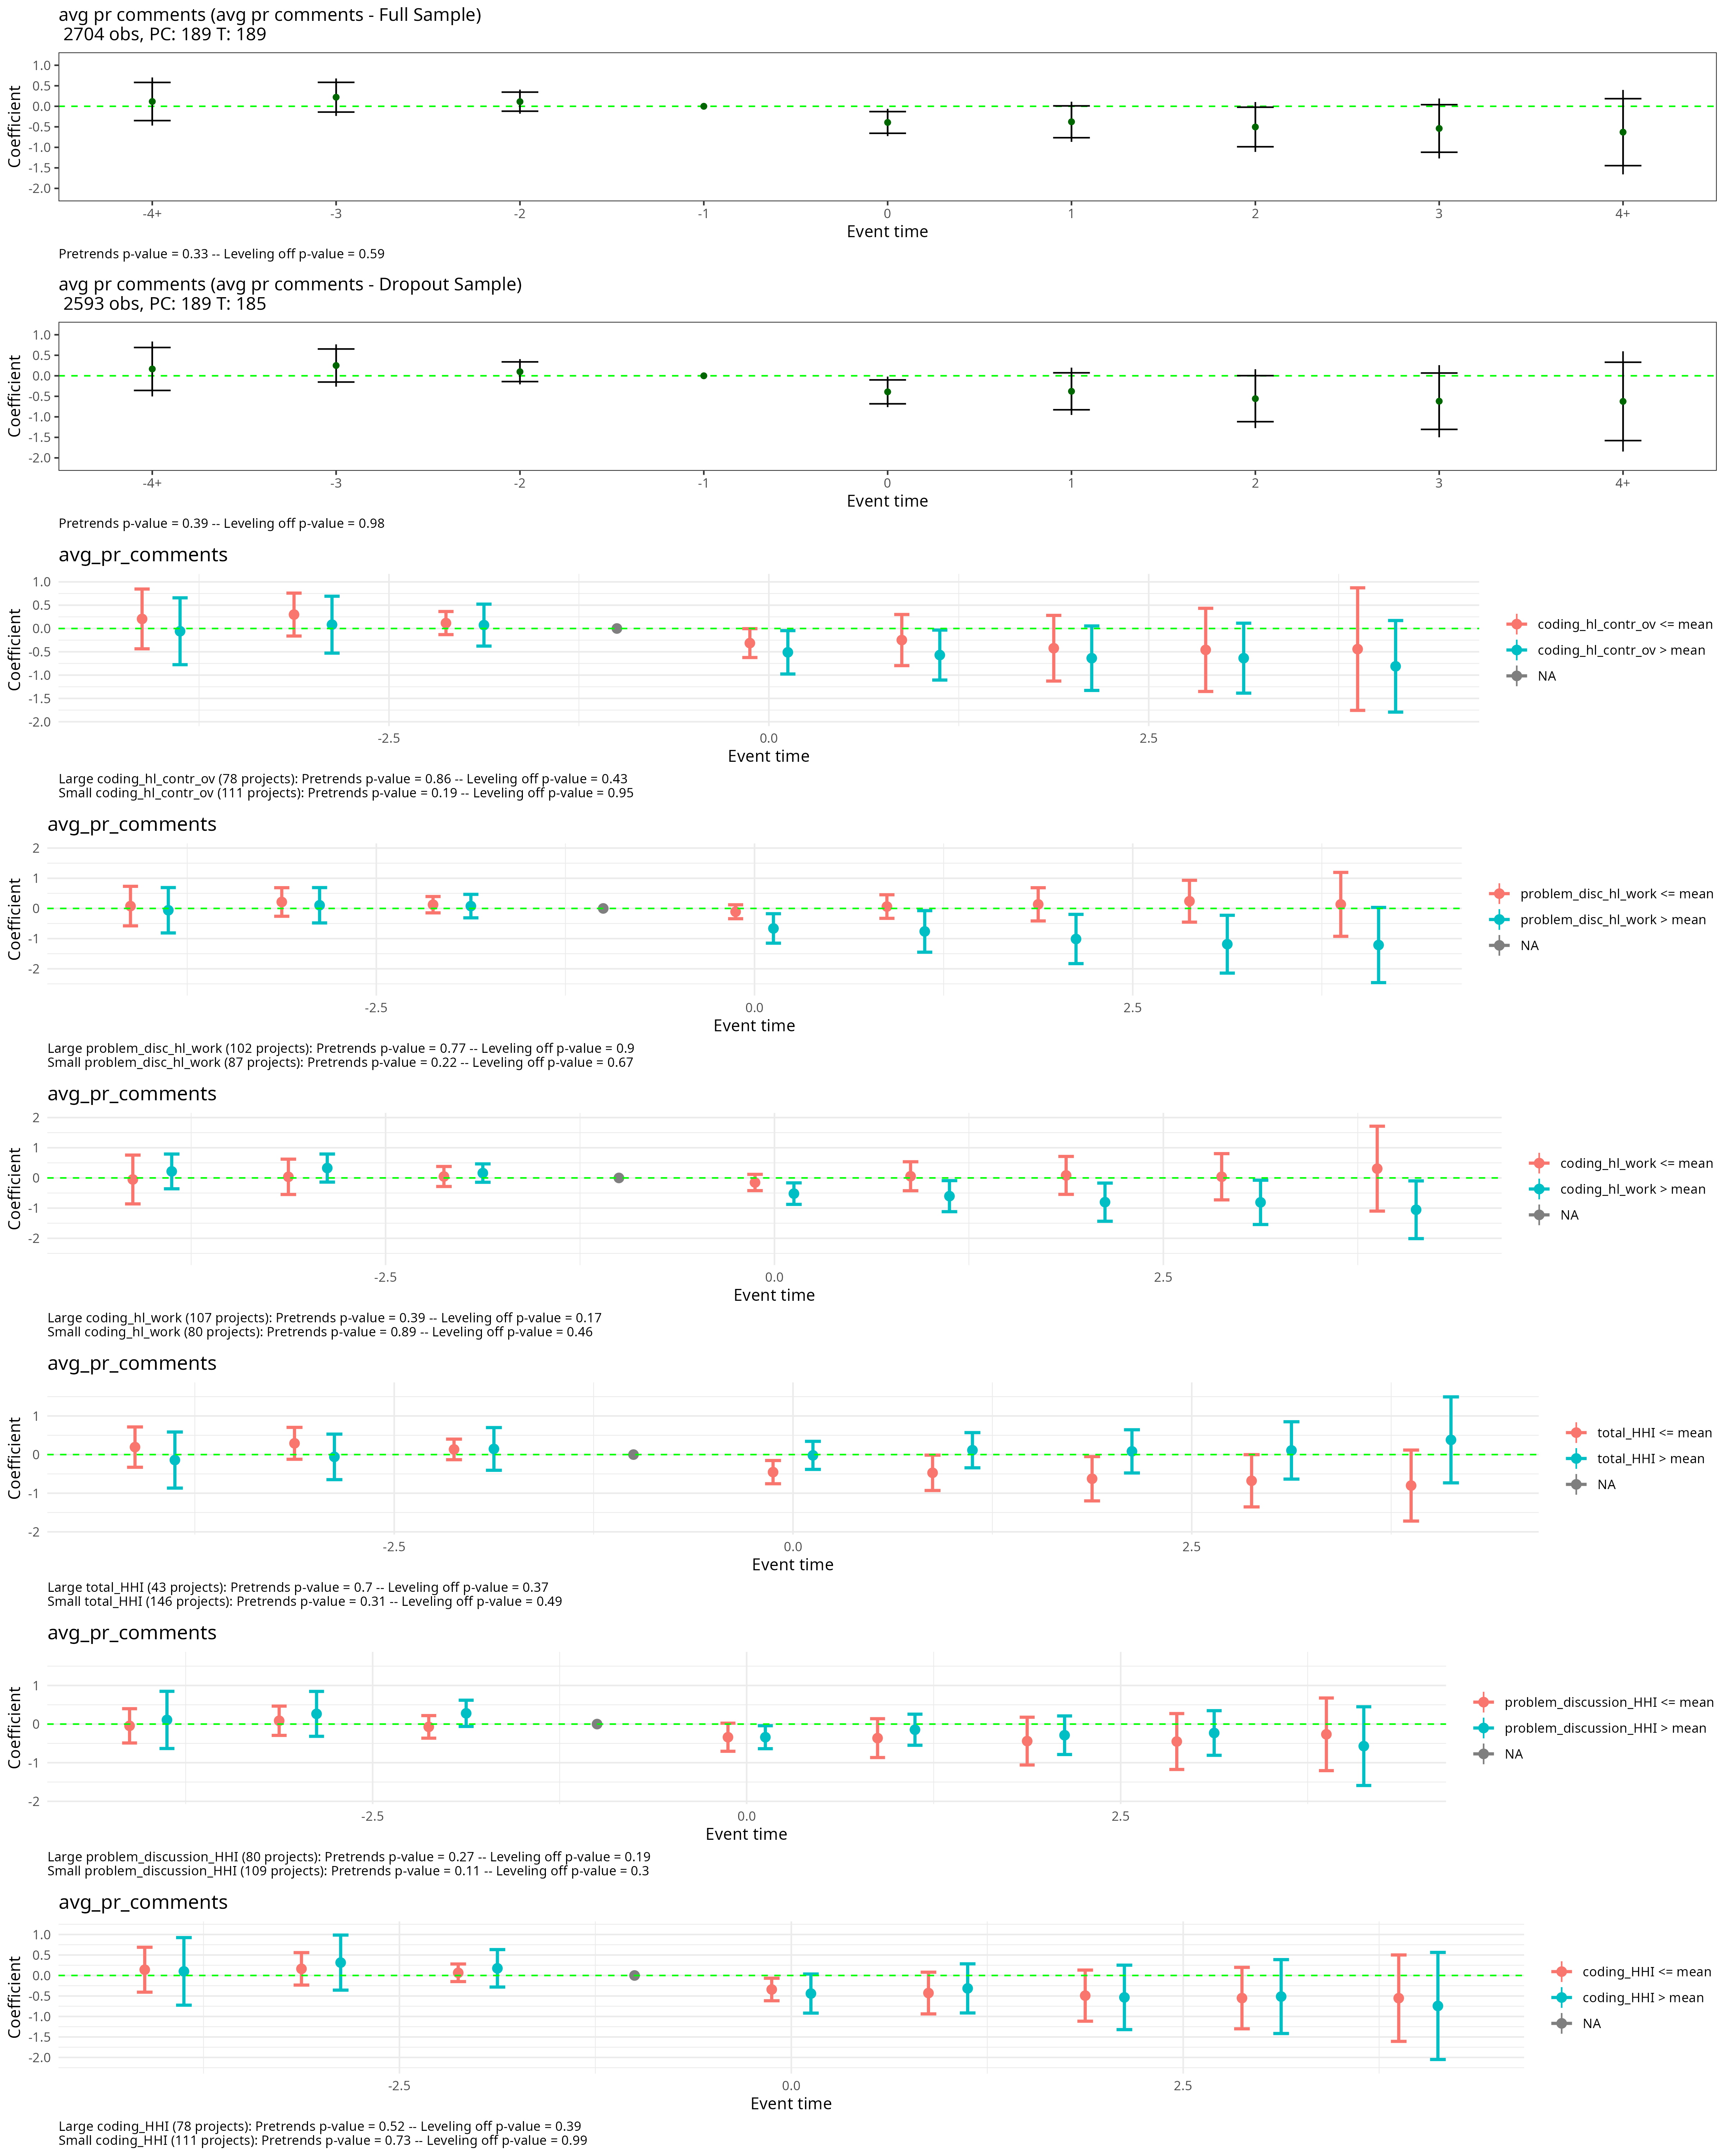 avg pr comments (avg pr comments - Full Sample)
2704 obs, PC: 189 T: 189
1.0
0.5
0.0
-0.5
-1.0
-1.5
-2.0
Coefficient
-4+ -3 -2 -1 0 1 2 3 4+
Event time
Pretrends p-value = 0.33 -- Leveling off p-value = 0.59
avg pr comments (avg pr comments - Dropout Sample)
2593 obs, PC: 189 T: 185
1.0
0.5
0.0
-0.5
-1.0
-1.5
-2.0
Coefficient
-4+ -3 -2 -1 0 1 2 3 4+
Event time
Pretrends p-value = 0.39 -- Leveling off p-value = 0.98
avg_pr_comments
1.0
0.5
0.0
-0.5
-1.0
-1.5
-2.0
Coefficient
coding_hl_contr_ov <= mean
coding_hl_contr_ov > mean
NA
-2.5 0.0 2.5
Event time
Large coding_hl_contr_ov (78 projects): Pretrends p-value = 0.86 -- Leveling off p-value = 0.43
Small coding_hl_contr_ov (111 projects): Pretrends p-value = 0.19 -- Leveling off p-value = 0.95
avg_pr_comments
2
1
0
-1
-2
Coefficient
problem_disc_hl_work <= mean
problem_disc_hl_work > mean
NA
-2.5 0.0 2.5
Event time
Large problem_disc_hl_work (102 projects): Pretrends p-value = 0.77 -- Leveling off p-value = 0.9
Small problem_disc_hl_work (87 projects): Pretrends p-value = 0.22 -- Leveling off p-value = 0.67
avg_pr_comments
2
1
0
-1
-2
Coefficient
coding_hl_work <= mean
coding_hl_work > mean
NA
-2.5 0.0 2.5
Event time
Large coding_hl_work (107 projects): Pretrends p-value = 0.39 -- Leveling off p-value = 0.17
Small coding_hl_work (80 projects): Pretrends p-value = 0.89 -- Leveling off p-value = 0.46
avg_pr_comments
1
0
-1
-2
Coefficient
total_HHI <= mean
total_HHI > mean
NA
-2.5 0.0 2.5
Event time
Large total_HHI (43 projects): Pretrends p-value = 0.7 -- Leveling off p-value = 0.37
Small total_HHI (146 projects): Pretrends p-value = 0.31 -- Leveling off p-value = 0.49
avg_pr_comments
1
0
-1
-2
Coefficient
problem_discussion_HHI <= mean
problem_discussion_HHI > mean
NA
-2.5 0.0 2.5
Event time
Large problem_discussion_HHI (80 projects): Pretrends p-value = 0.27 -- Leveling off p-value = 0.19
Small problem_discussion_HHI (109 projects): Pretrends p-value = 0.11 -- Leveling off p-value = 0.3
avg_pr_comments
1.0
0.5
0.0
-0.5
-1.0
-1.5
-2.0
Coefficient
coding_HHI <= mean
coding_HHI > mean
NA
-2.5 0.0 2.5
Event time
Large coding_HHI (78 projects): Pretrends p-value = 0.52 -- Leveling off p-value = 0.39
Small coding_HHI (111 projects): Pretrends p-value = 0.73 -- Leveling off p-value = 0.99